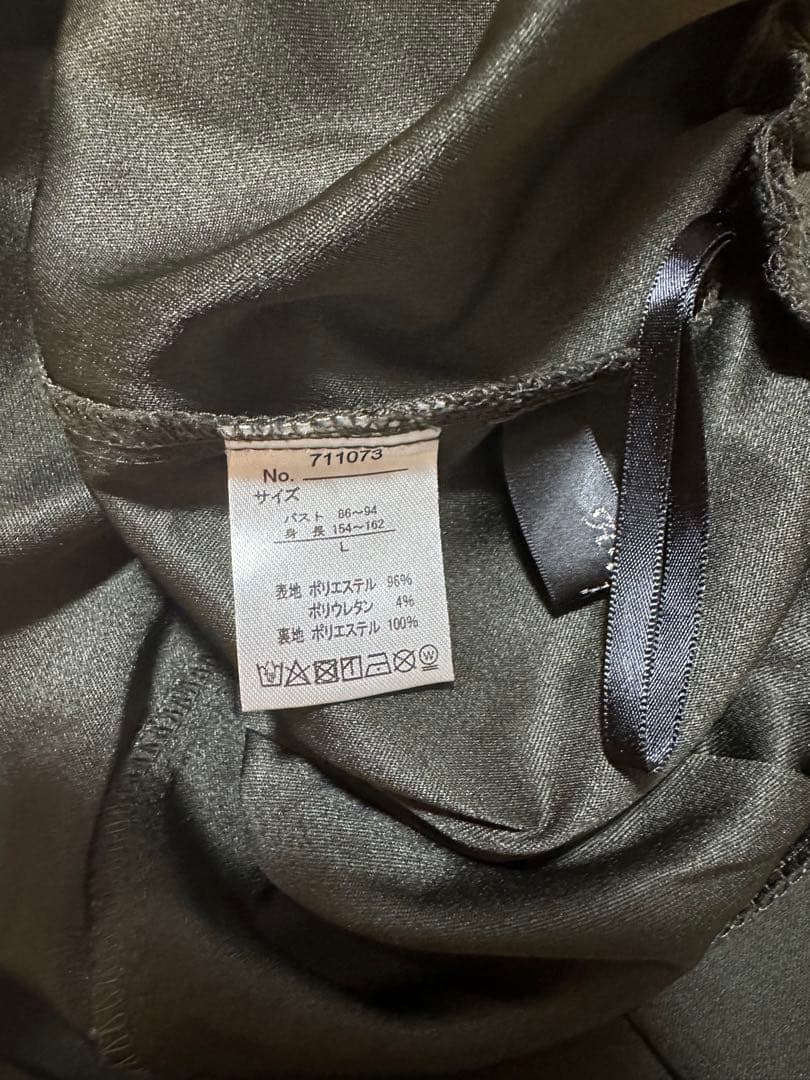 711073
No.
サイズ
バスト 86〜94
身 長 154〜162
L
表地 ポリエステル 96%
ポリウレタン 4%
裏地 ポリエステル 100%
W